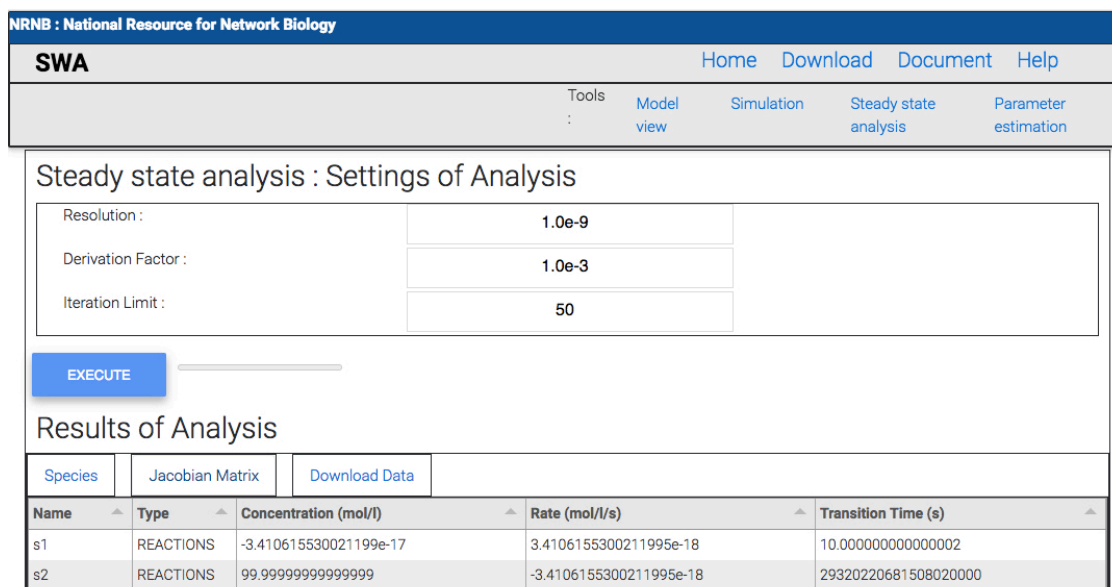 NRNB : National Resource for Network Biology
SWA Home Download Document Help
Tools : Model view Simulation Steady state analysis Parameter estimation
Steady state analysis : Settings of Analysis
Resolution : 1.0e-9
Derivation Factor : 1.0e-3
Iteration Limit : 50
EXECUTE
Results of Analysis
Species Jacobian Matrix Download Data
Name Type Concentration (mol/l) Rate (mol/l/s) Transition Time (s)
s1 REACTIONS -3.410615530021199e-17 3.4106155300211995e-18 10.000000000000002
s2 REACTIONS 99.99999999999999 -3.4106155300211995e-18 29320220681508020000